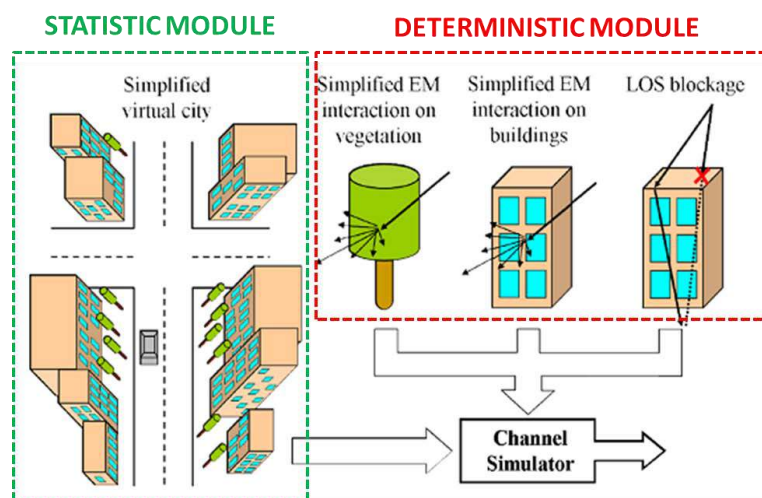 STATISTIC MODULE
DETERMINISTIC MODULE
Simplified
virtual city
Simplified EM
interaction on
vegetation
Simplified EM
interaction on
buildings
LOS blockage
Channel
Simulator